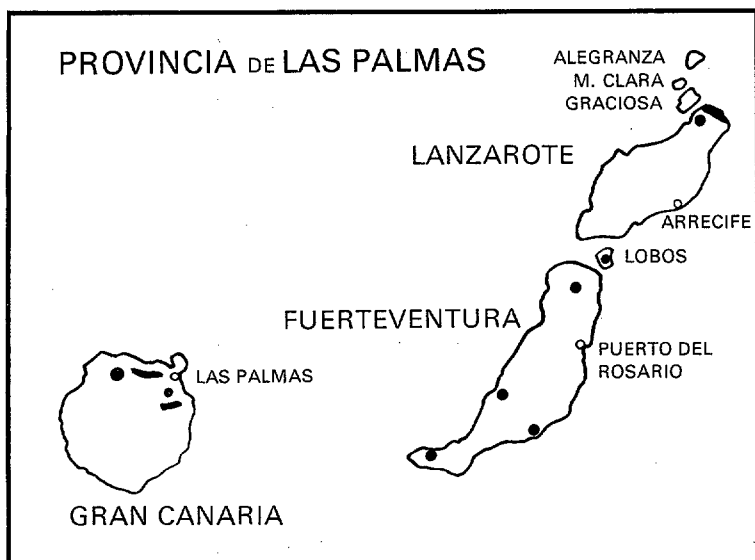 PROVINCIA DE LAS PALMAS
ALEGRANZA
M. CLARA
GRACIOSA
LANZAROTE
ARRECIFE
LOBOS
FUERTEVENTURA
PUERTO DEL
ROSARIO
LAS PALMAS
GRAN CANARIA